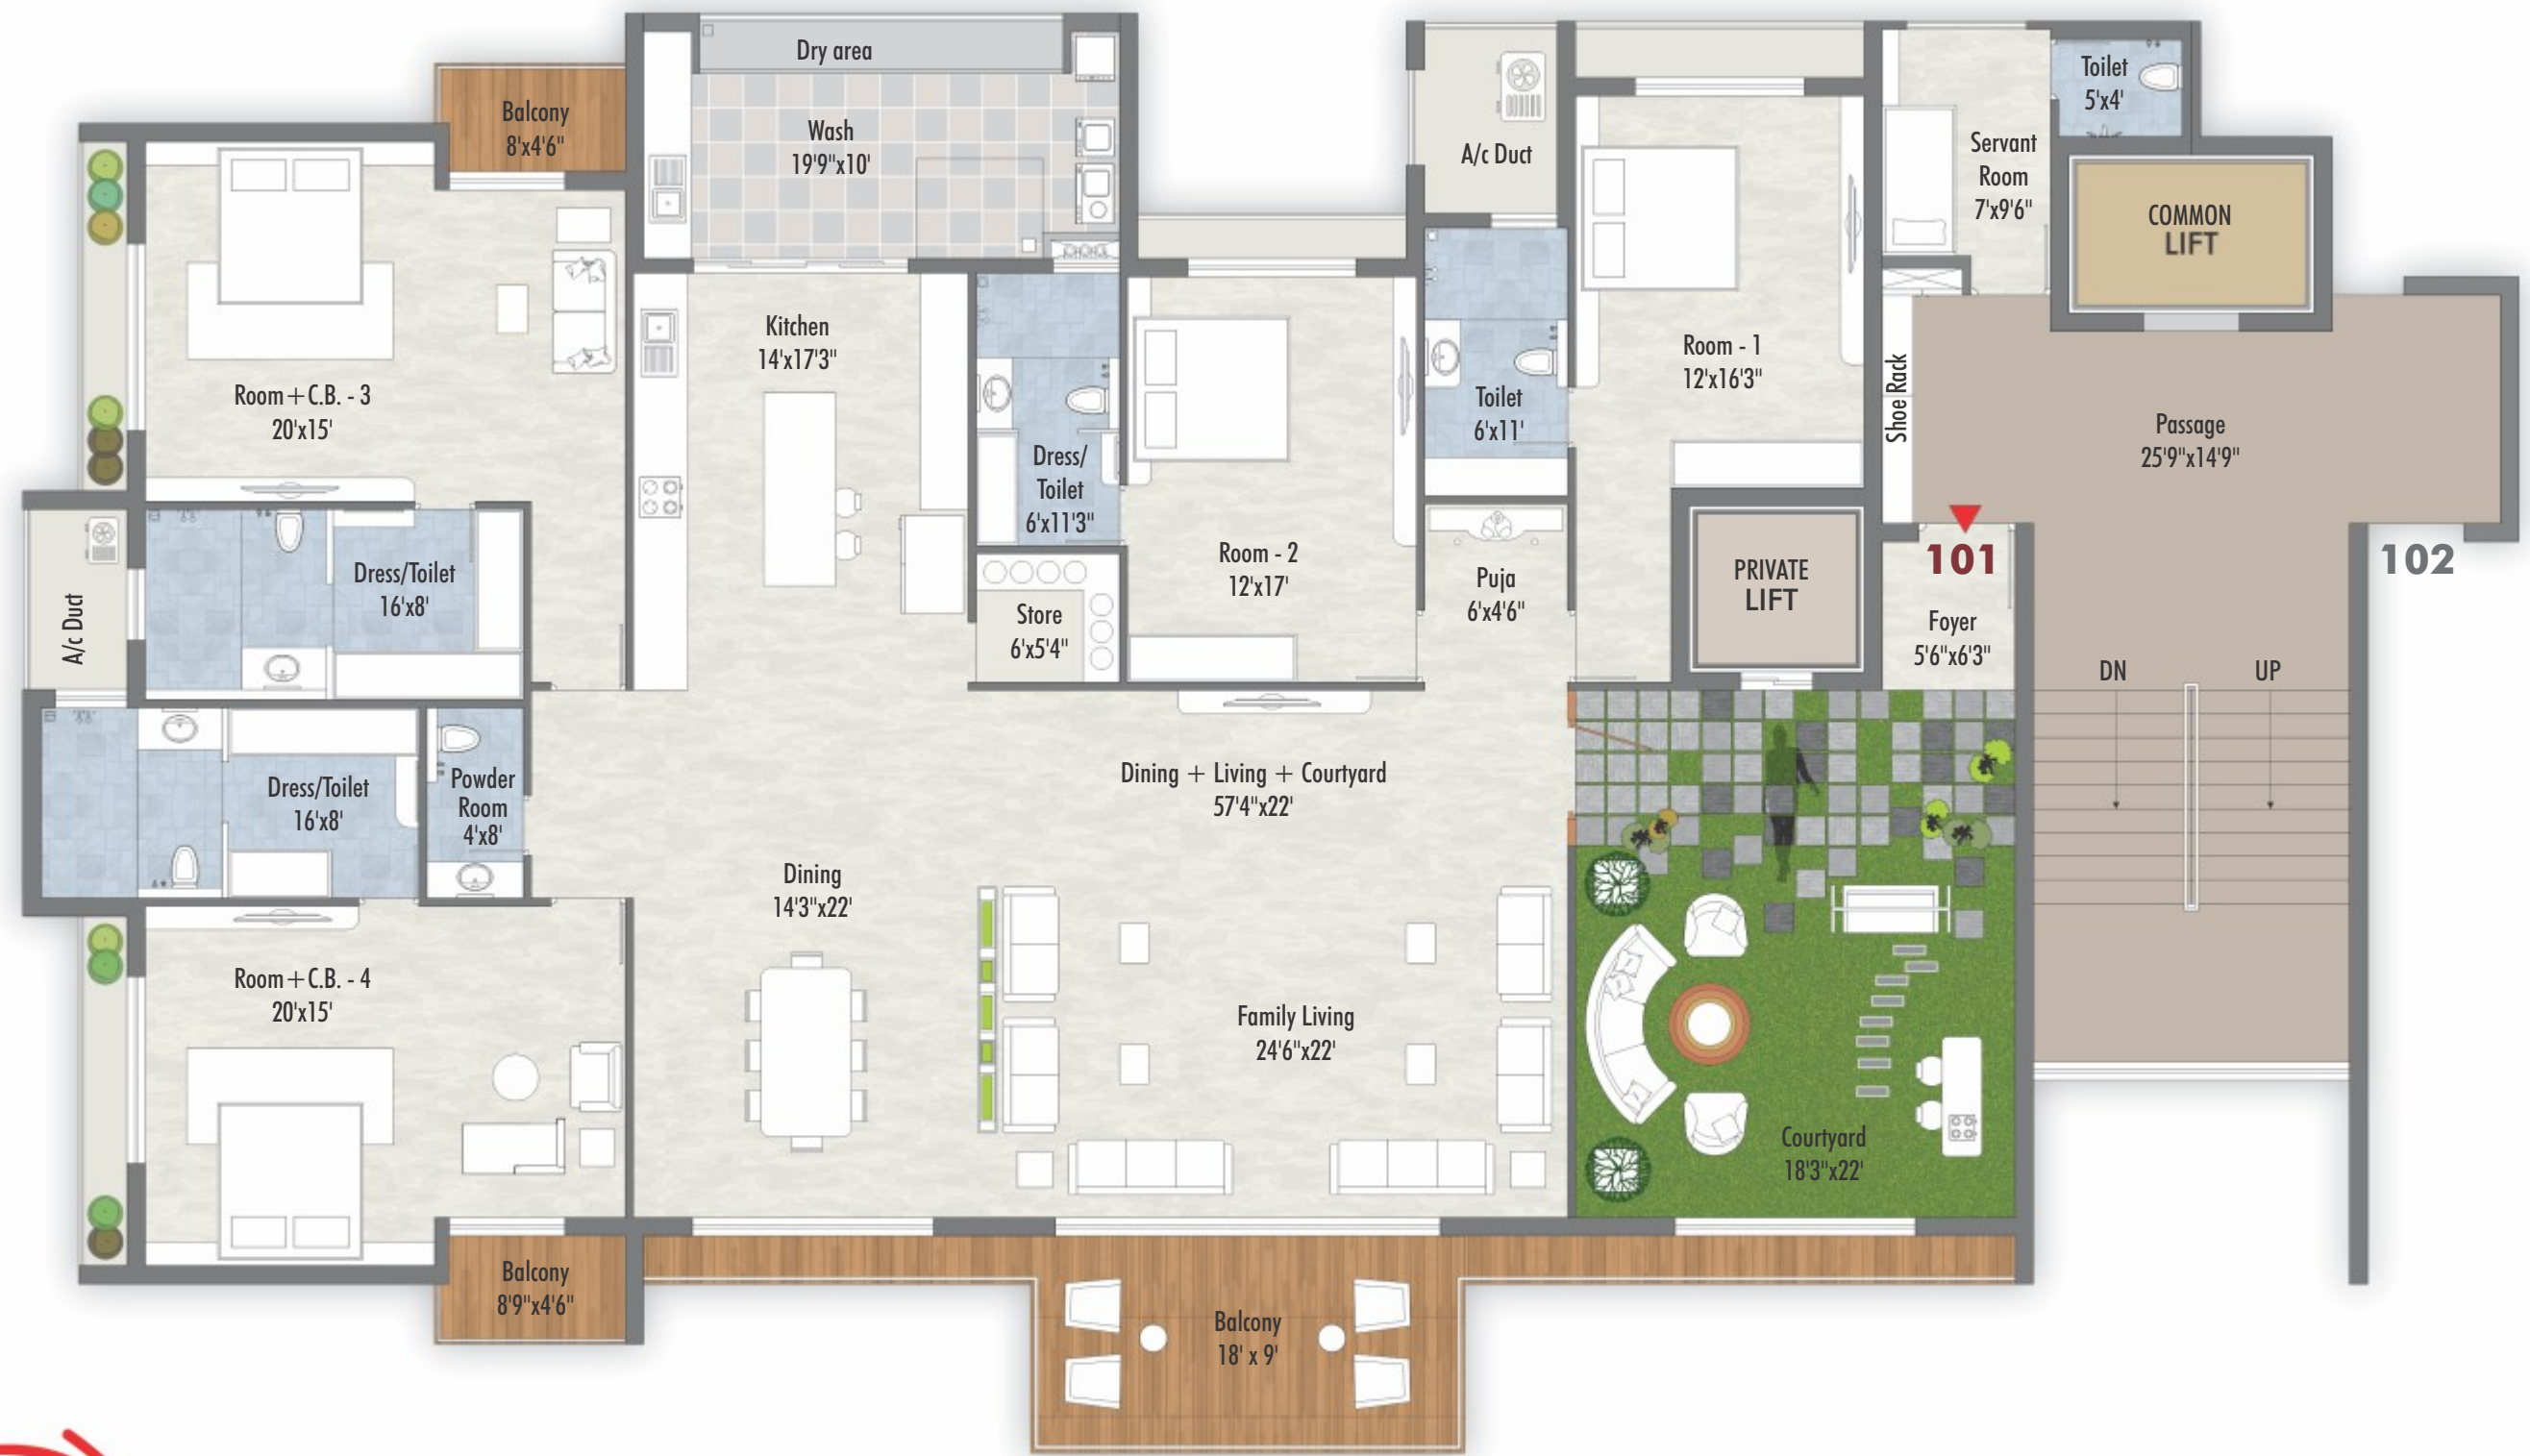 Dry area
Balcony
8'x4'6"
Wash
19'9"x10'
A/c Duct
Toilet
5'x4'
Servant
Room
7'x9'6"
COMMON
LIFT
Room+C.B. - 3
20'x15'
Kitchen
14'x17'3"
Dress/
Toilet
6'x11'3"
Room - 2
12'x17'
Toilet
6'x11'
Room - 1
12'x16'3"
Shoe Rack
Passage
25'9"x14'9"
A/c Duct
Dress/Toilet
16'x8'
Store
6'x5'4"
Puja
6'x4'6"
PRIVATE
LIFT
101
Foyer
5'6"x6'3"
102
DN
UP
Dress/Toilet
16'x8'
Powder
Room
4'x8'
Dining + Living + Courtyard
57'4"x22'
Dining
14'3"x22'
Room+C.B. - 4
20'x15'
Family Living
24'6"x22'
Courtyard
18'3"x22'
Balcony
8'9"x4'6"
Balcony
18' x 9'